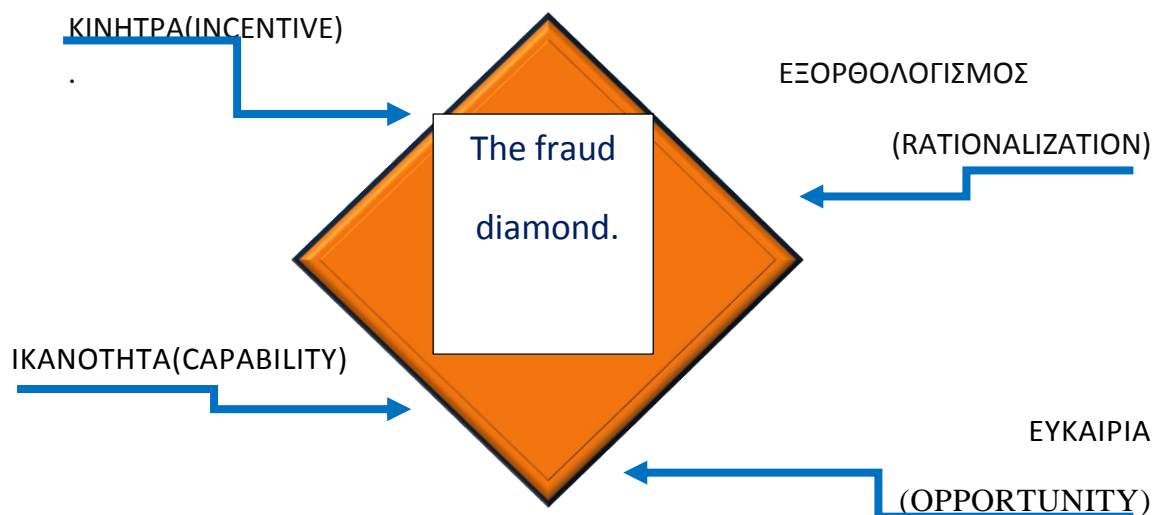 ΚΙΝΗΤΡΑ(INCENTIVE)
.
ΕΞΟΡΘΟΛΟΓΙΣΜΟΣ
(RATIONALIZATION)
The fraud
diamond.
ΙΚΑΝΟΤΗΤΑ(CAPABILITY)
ΕΥΚΑΙΡΙΑ
(OPPORTUNITY)